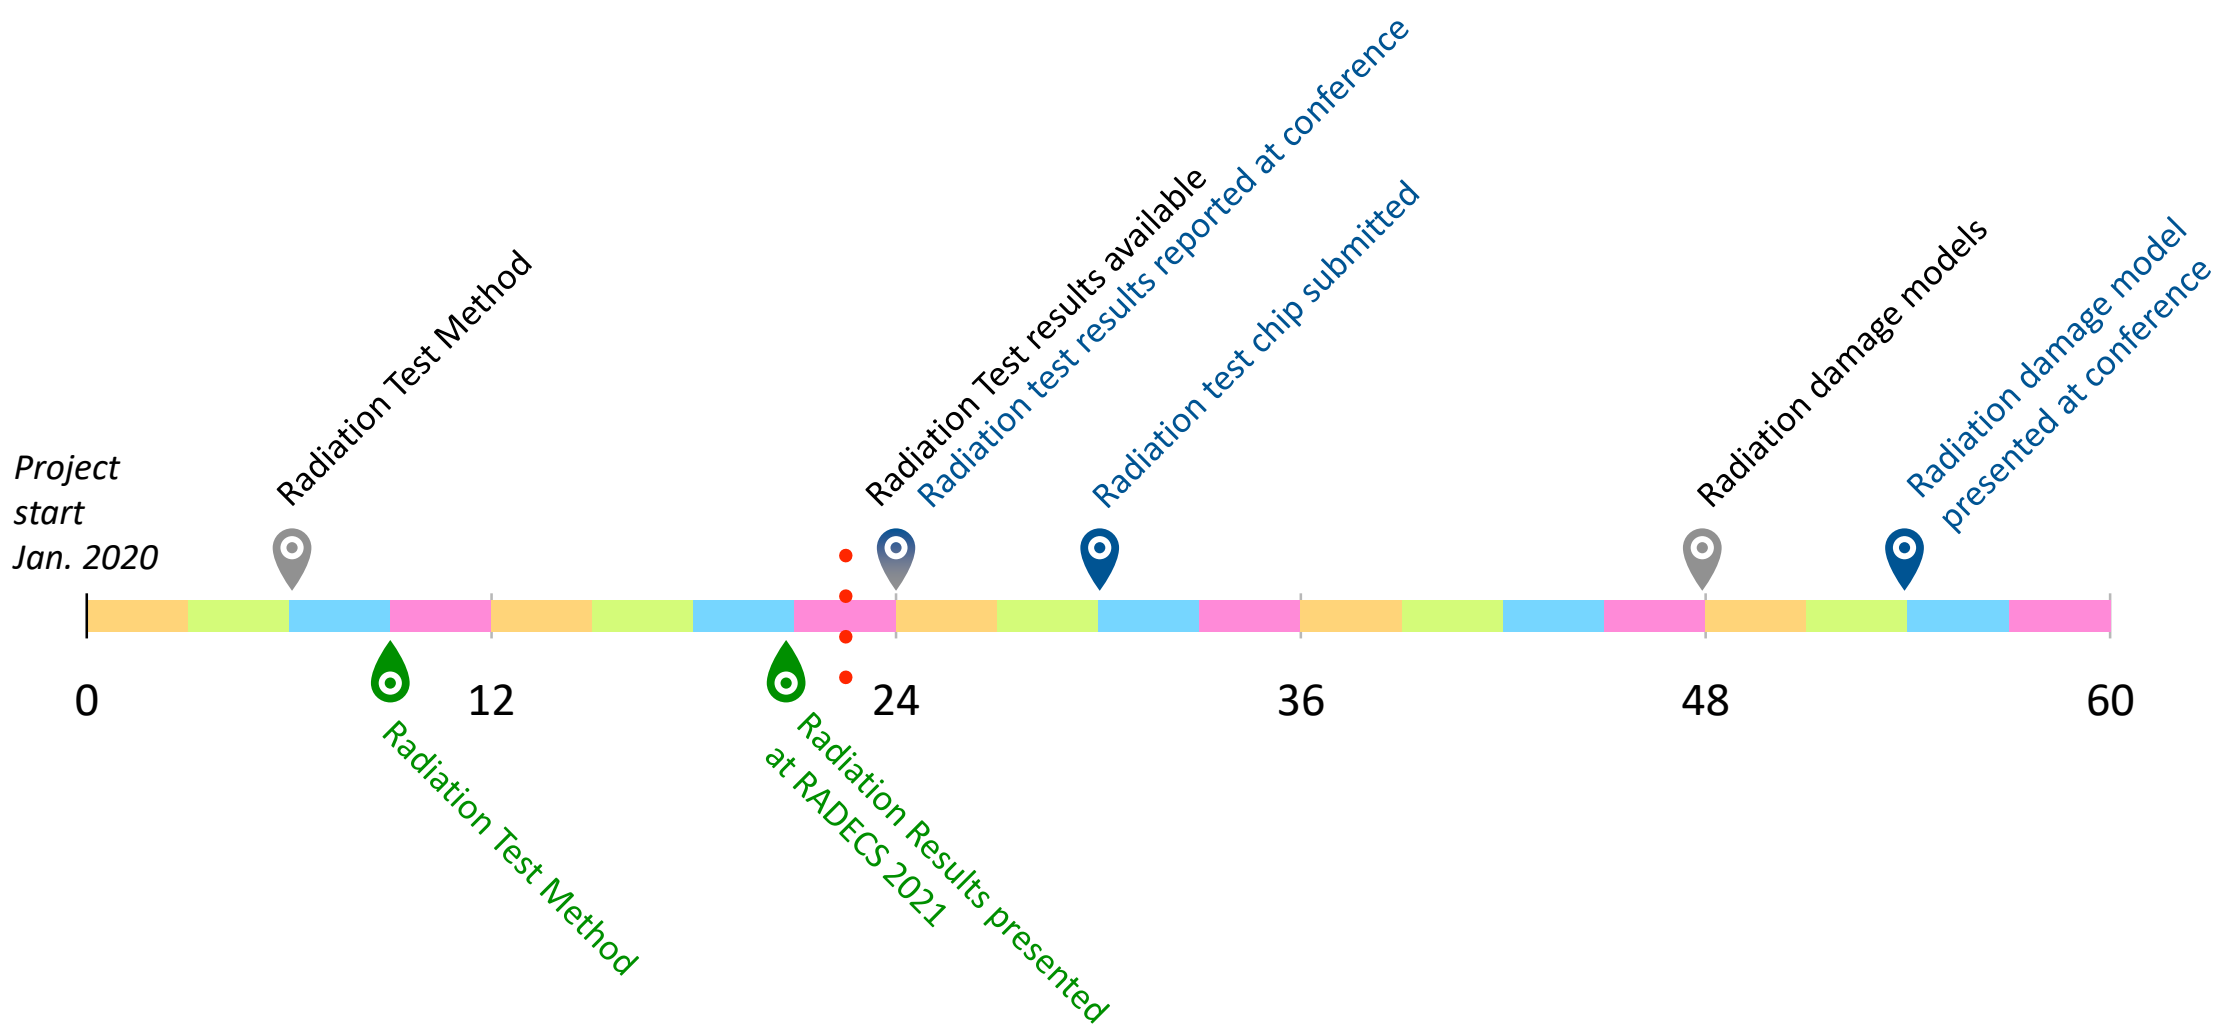 Project
start
Jan. 2020
Radiation Test Method
Radiation Test results available
Radiation test results reported at conference
Radiation test chip submitted
Radiation damage models
Radiation damage model
presented at conference
0
12
24
36
48
60
Radiation Test Method
Radiation Results presented
at RADECS 2021